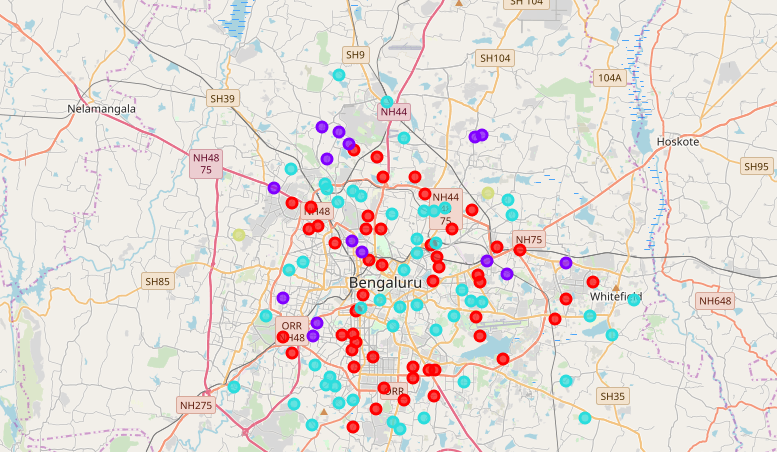 SH 104
SH9
SH104
104A
SH39
Nelamangala
NH44
Hoskote
NH48
75
SH95
NH44
75
NH48
NH75
SH85
Bengaluru
Whitefield
NH648
ORR
NH48
ORR
SH35
NH275